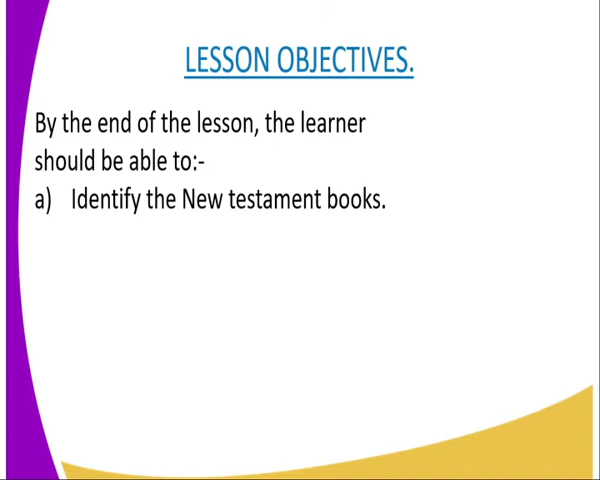 LESSON OBJECTIVES.
By the end of the lesson, the learner
should be able to:-
a) Identify the New testament books.